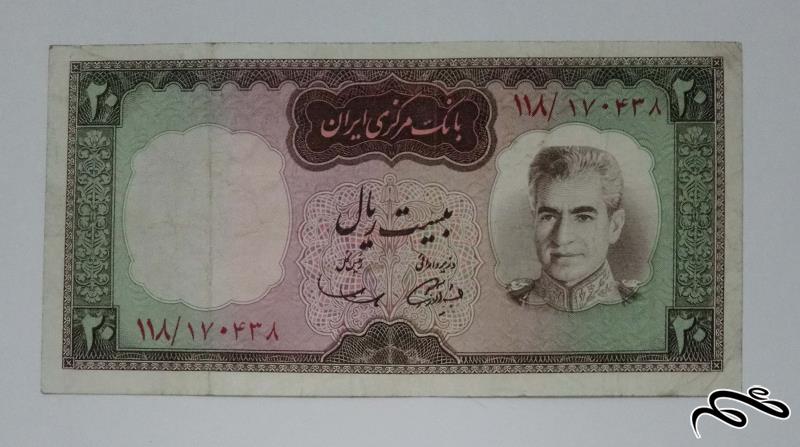 بانک مرکزی ایران
۲۰
۱۱۸/۱۷۰۴۳۸
۲۰
بیست ریال
وزیر دارائی
رئیس کل
۲۰
۱۱۸/۱۷۰۴۳۸
۲۰